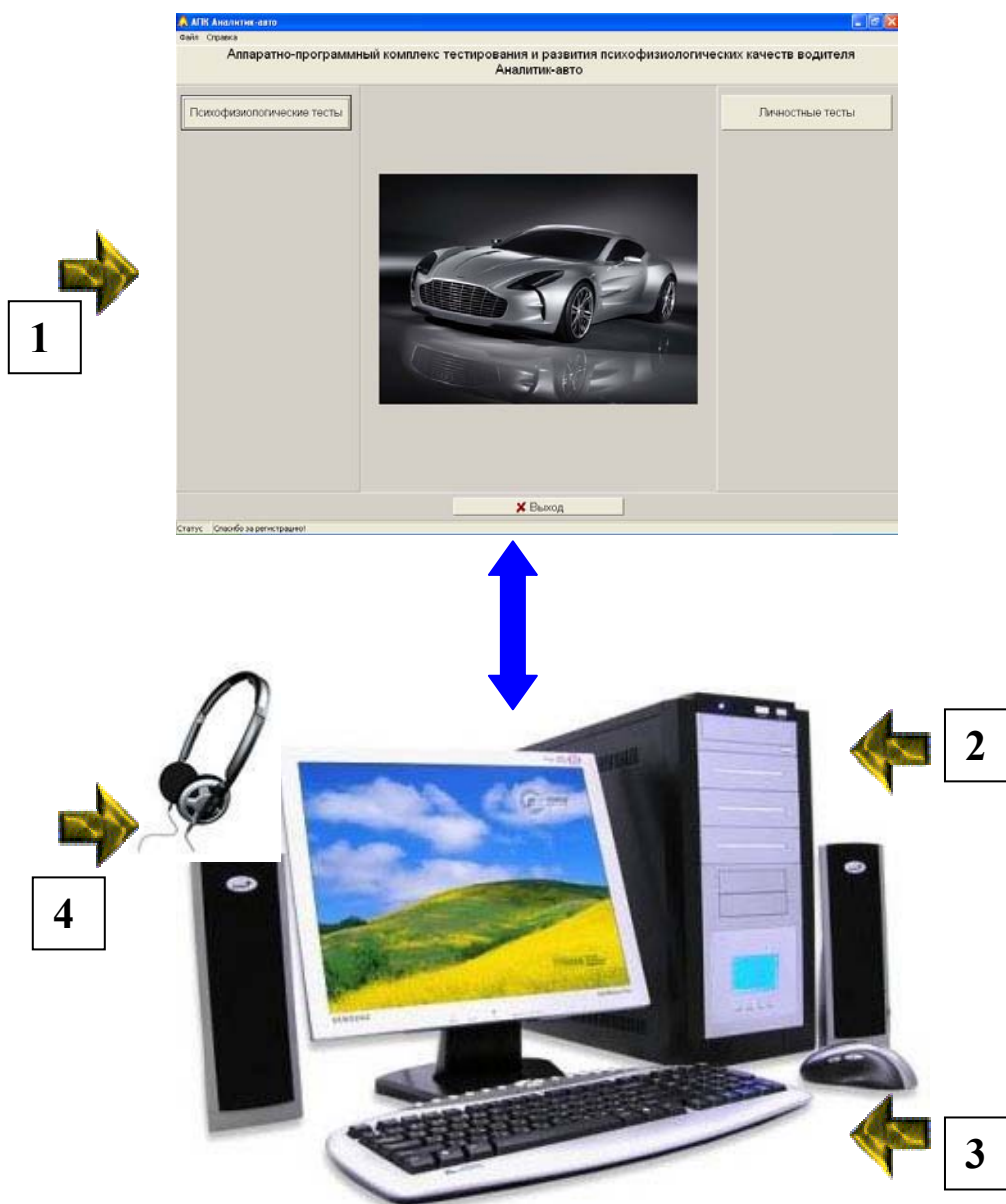 АПК Аналитик-авто
Файл Справка
Аппаратно-программный комплекс тестирования и развития психофизиологических качеств водителя
Аналитик-авто
Психофизиологические тесты
Личностные тесты
1
Выход
Статус Спасибо за регистрацию!
2
4
SAMSUNG
3